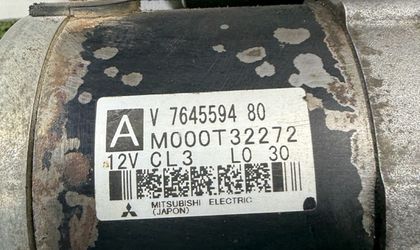 A
V 7645594 80
M000T32272
12V CL3 L0 30
MITSUBISHI ELECTRIC
(JAPON)